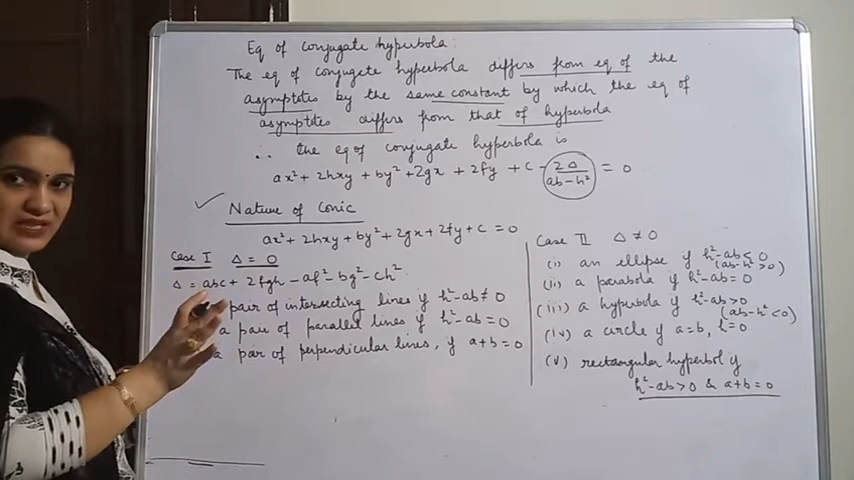 Eq of conjugate hyperbola:
The eq of conjugate hyperbola differs from eq of the
asymptotes by the same constant by which the eq of
asymptotes differs from that of hyperbola
∴ the eq of conjugate hyperbola is
ax² + 2hxy + by² + 2gx + 2fy + c - 2Δ/ab-h² = 0
✓ Nature of Conic
ax² + 2hxy + by² + 2gx + 2fy + c = 0
Case I Δ = 0
Δ = abc + 2fgh - af² - bg² - ch²
pair of intersecting lines if h²-ab ≠ 0
a pair of parallel lines if h²-ab = 0
a pair of perpendicular lines, if a+b = 0
Case II Δ ≠ 0
(i) an ellipse if h²-ab < 0
(ab-h² > 0)
(ii) a parabola if h²-ab = 0
(iii) a hyperbola if h²-ab > 0
(ab-h² < 0)
(iv) a circle if a=b, h=0
(v) rectangular hyperbol if
h²-ab > 0 & a+b = 0